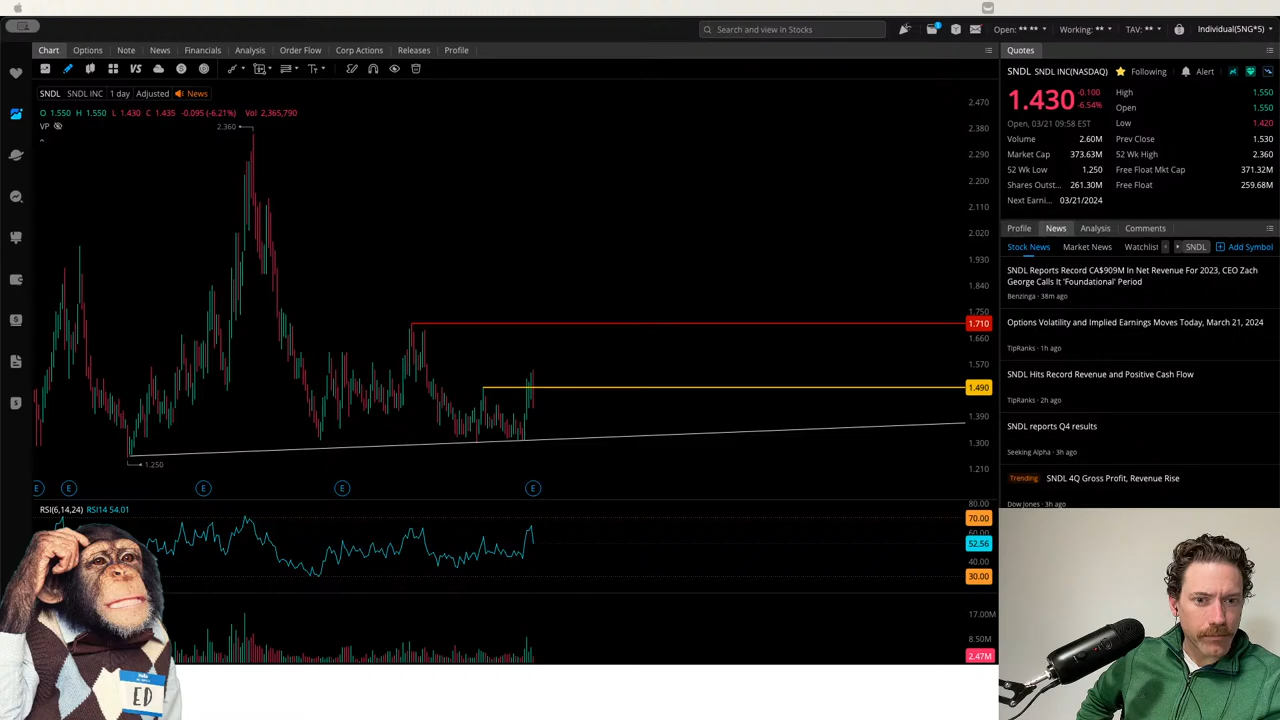 Search and view in Stocks
1
Open: ** **
Working: **
TAV: **
Individual(5NG*5)
Chart Options Note News Financials Analysis Order Flow Corp Actions Releases Profile
VS
SNDL SNDL INC 1 day Adjusted News
O 1.550 H 1.550 L 1.430 C 1.435 -0.095 (-6.21%) Vol 2,365,790
VP
2.360
1.250
2.470
2.380
2.290
2.200
2.110
2.020
1.930
1.840
1.750
1.710
1.660
1.570
1.490
1.390
1.300
1.210
E E E E E
RSI(6,14,24) RSI14 54.01
80.00
70.00
60.00
52.56
40.00
30.00
17.00M
8.50M
2.47M
Quotes
SNDL SNDL INC(NASDAQ) Following Alert
1.430 -0.100
-6.54%
High 1.550
Open 1.550
Low 1.420
Open, 03/21 09:58 EST
Volume 2.60M Prev Close 1.530
Market Cap 373.63M 52 Wk High 2.360
52 Wk Low 1.250 Free Float Mkt Cap 371.32M
Shares Outst... 261.30M Free Float 259.68M
Next Earni... 03/21/2024
Profile News Analysis Comments
Stock News Market News Watchlist SNDL Add Symbol
SNDL Reports Record CA$909M In Net Revenue For 2023, CEO Zach
George Calls It 'Foundational' Period
Benzinga · 38m ago
Options Volatility and Implied Earnings Moves Today, March 21, 2024
TipRanks · 1h ago
SNDL Hits Record Revenue and Positive Cash Flow
TipRanks · 2h ago
SNDL reports Q4 results
Seeking Alpha · 3h ago
Trending SNDL 4Q Gross Profit, Revenue Rise
Dow Jones · 3h ago
ED